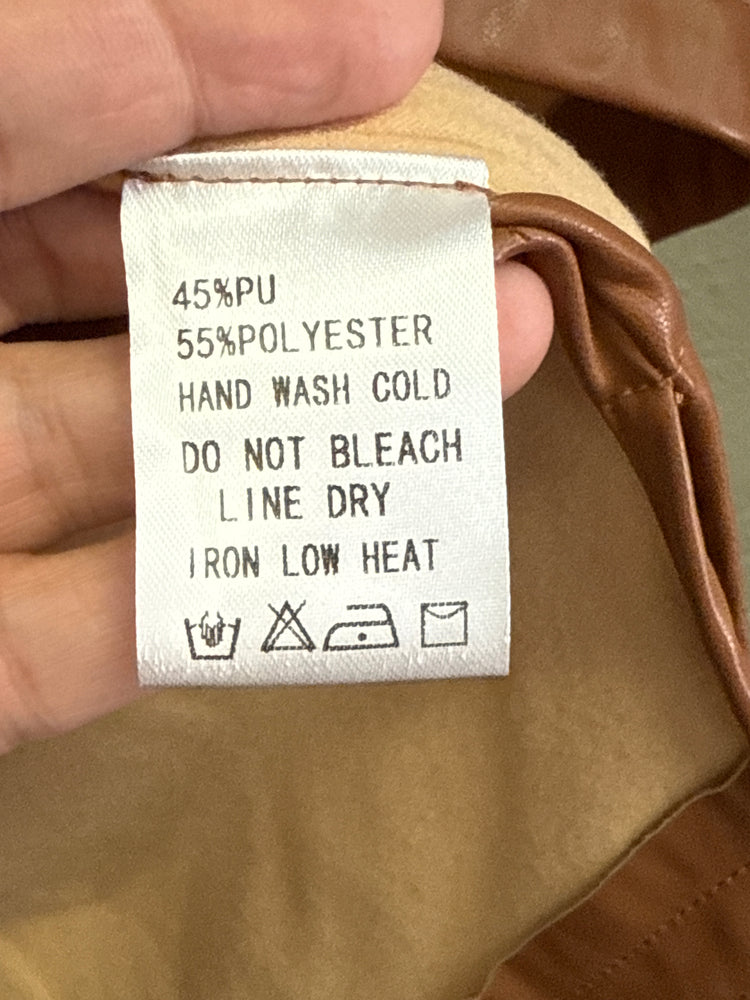 45%PU
55%POLYESTER
HAND WASH COLD
DO NOT BLEACH
LINE DRY
IRON LOW HEAT